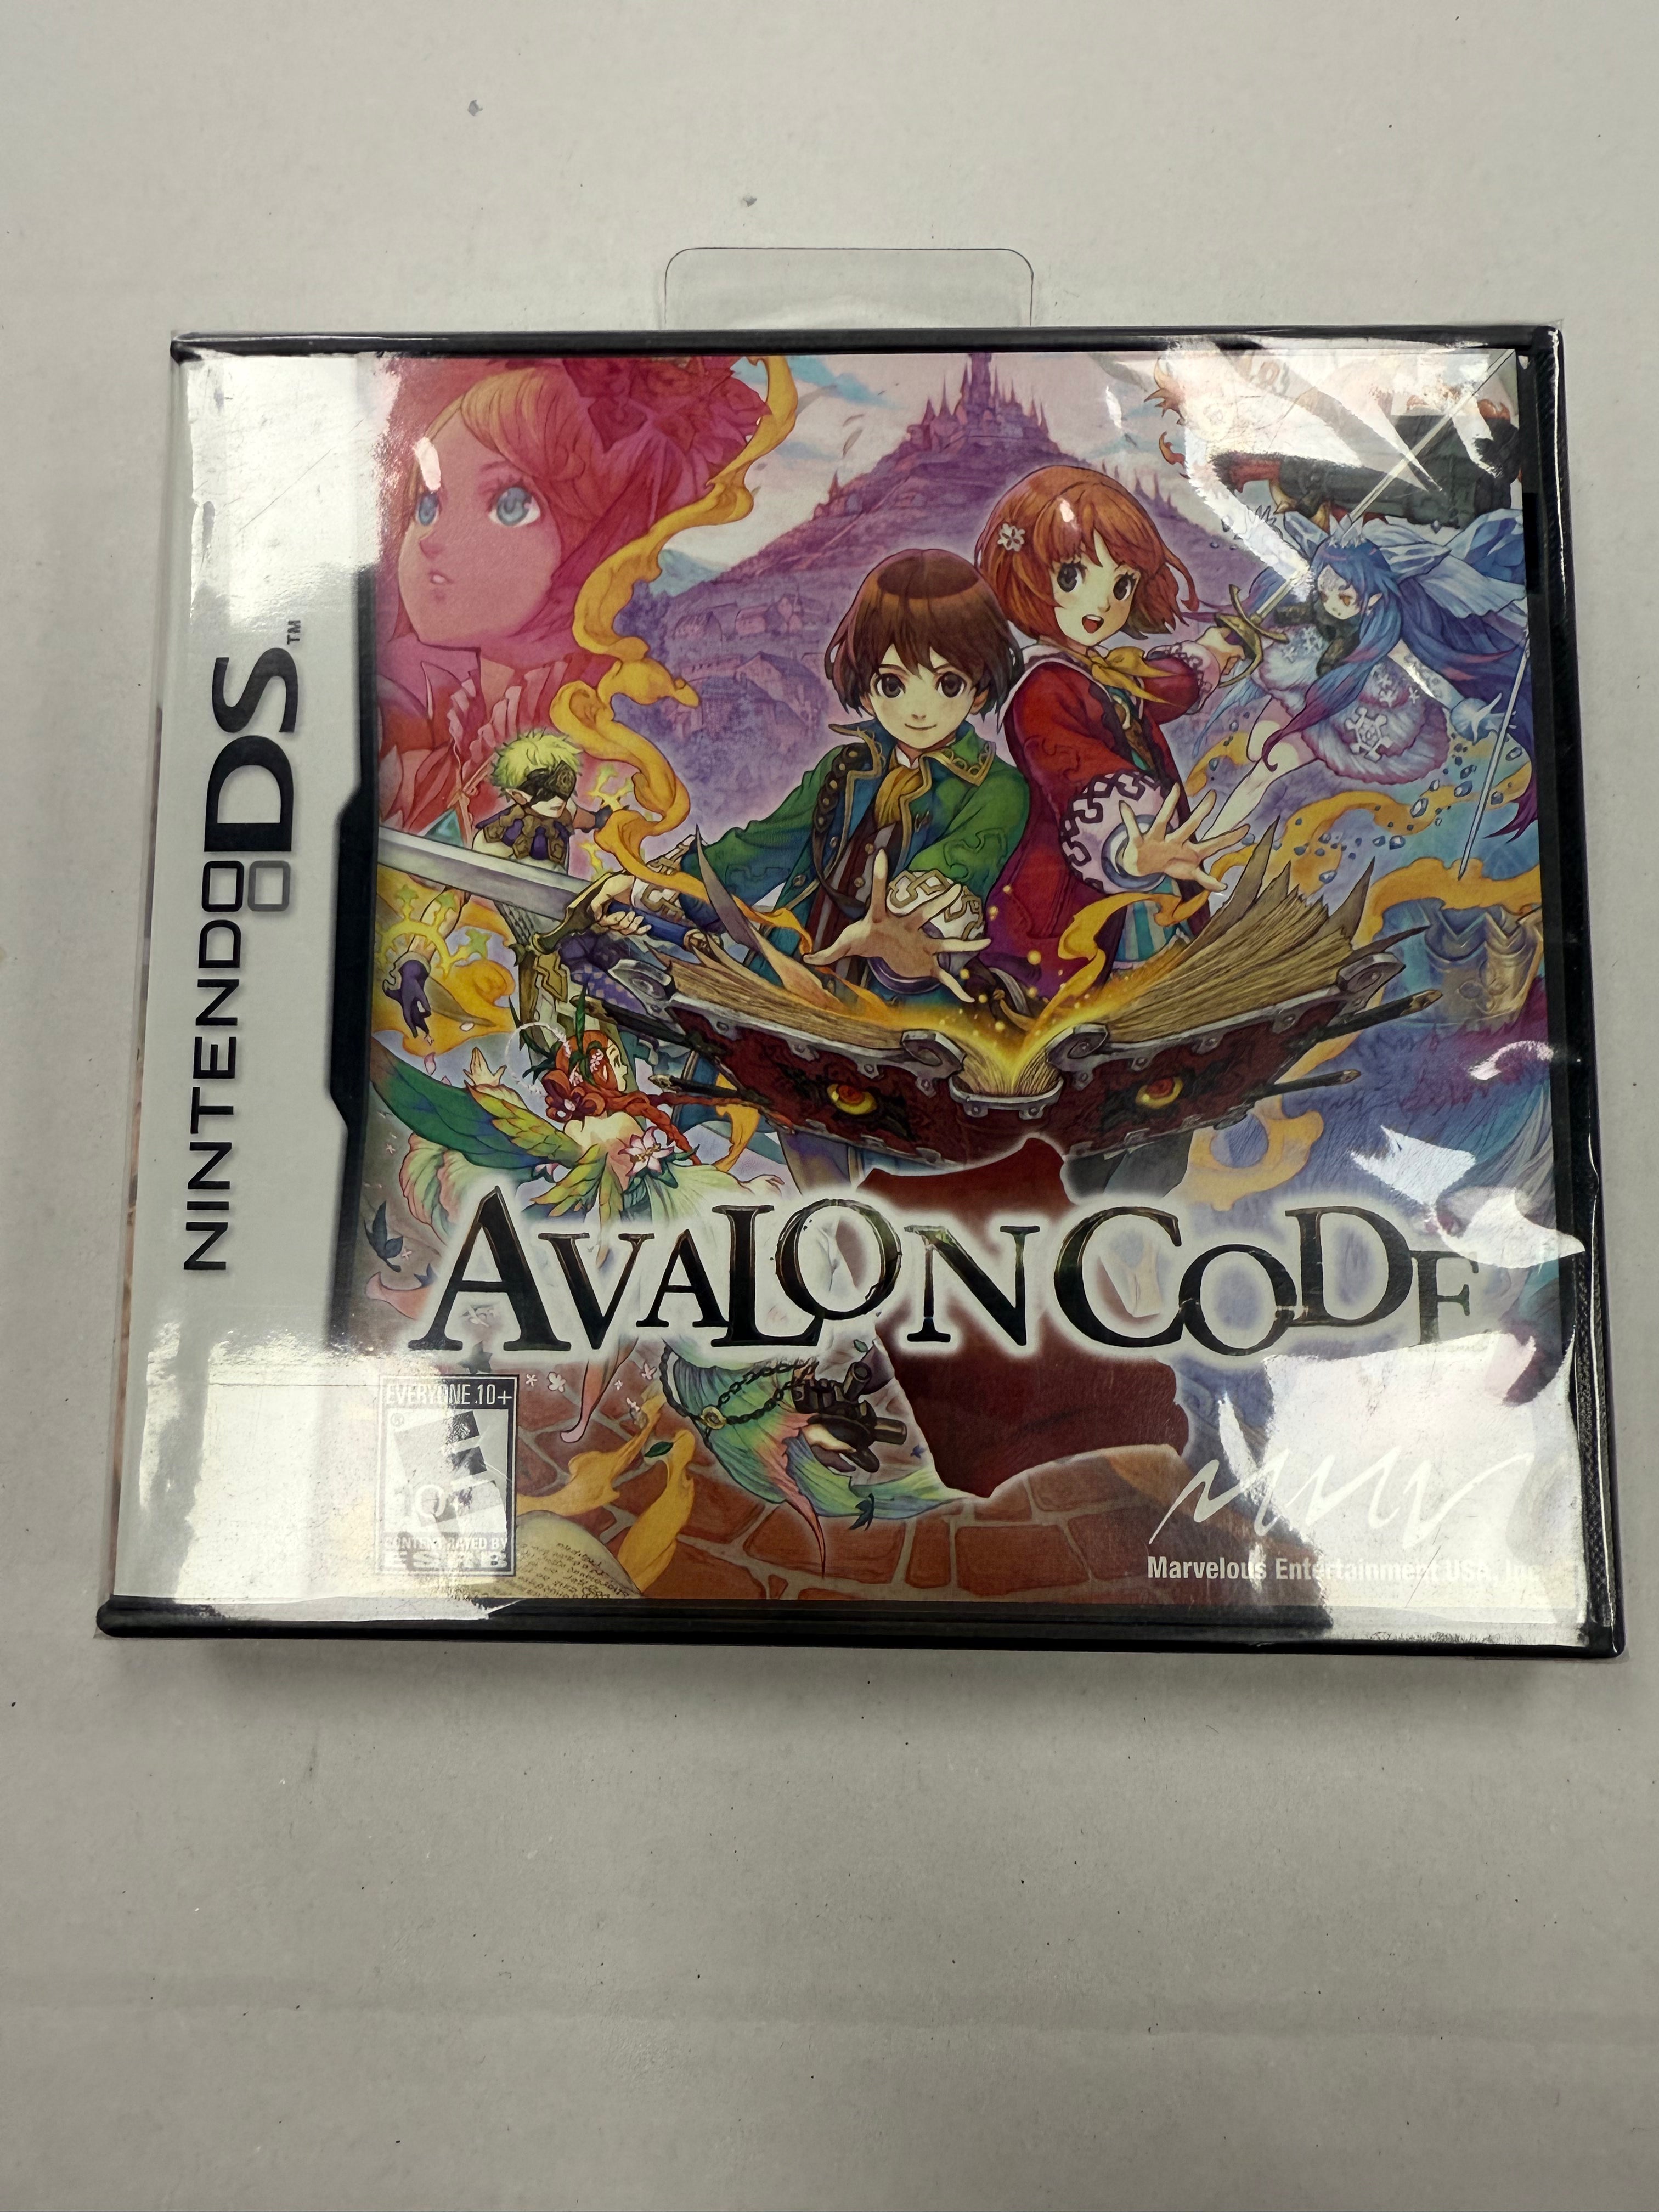 NINTENDO DS™
AVALON CODE
EVERYONE 10+
10+
CONTENT RATED BY
ESRB
Marvelous Entertainment USA, Inc